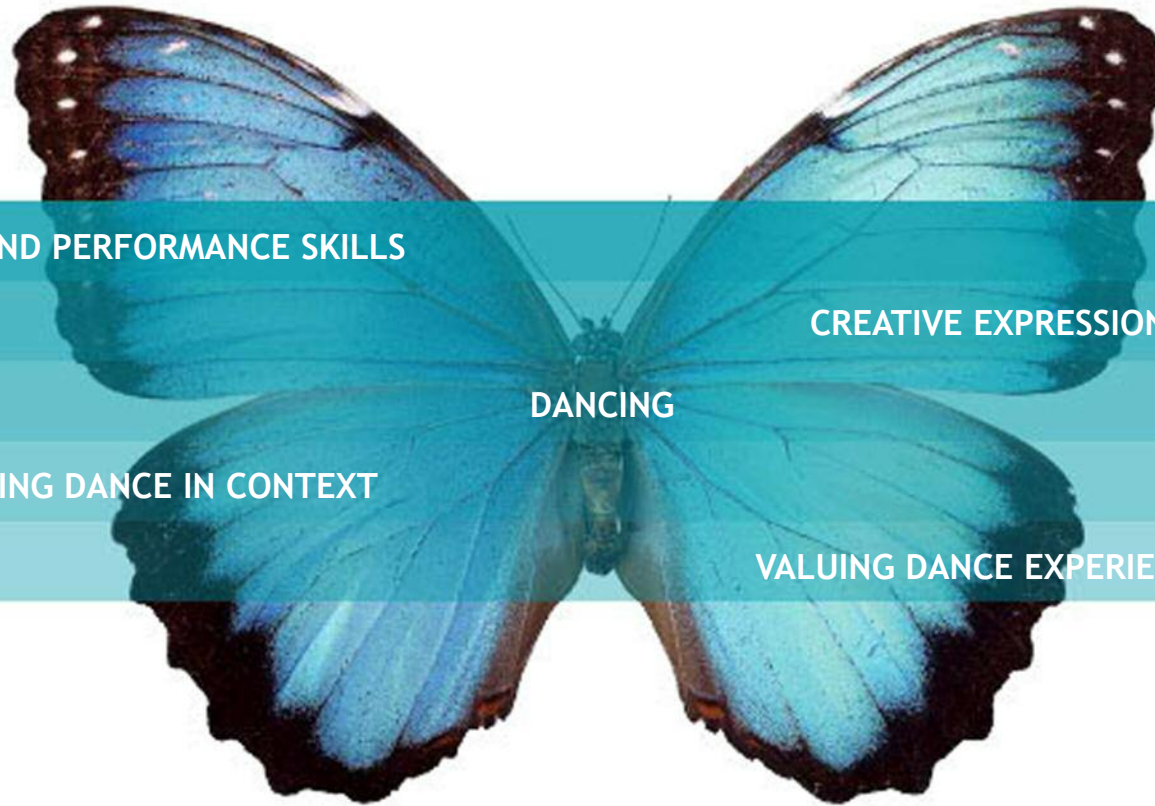 ND PERFORMANCE SKILLS
CREATIVE EXPRESSION
DANCING
ING DANCE IN CONTEXT
VALUING DANCE EXPERIE